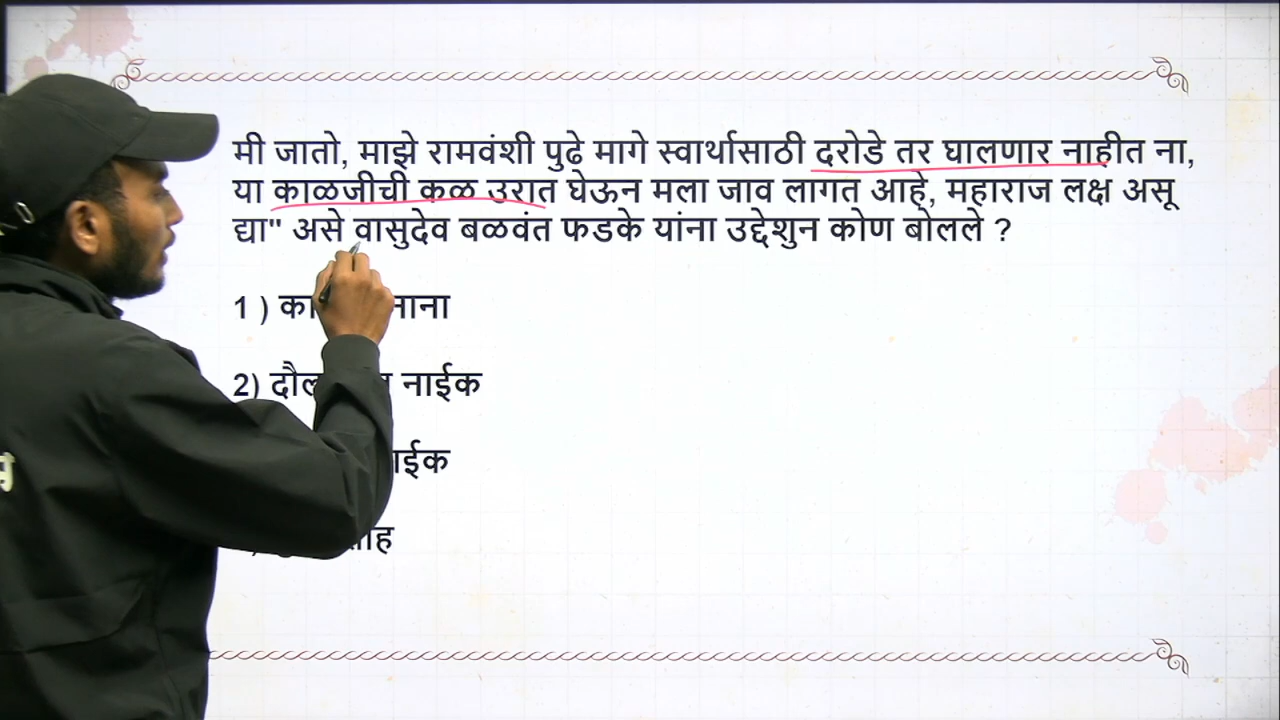 मी जातो, माझे रामवंशी पुढे मागे स्वार्थासाठी दरोडे तर घालणार नाहीत ना,
या काळजीची कळ उरात घेऊन मला जाव लागत आहे, महाराज लक्ष असू
द्या" असे वासुदेव बळवंत फडके यांना उद्देशुन कोण बोलले ?
1 )
2) नाईक